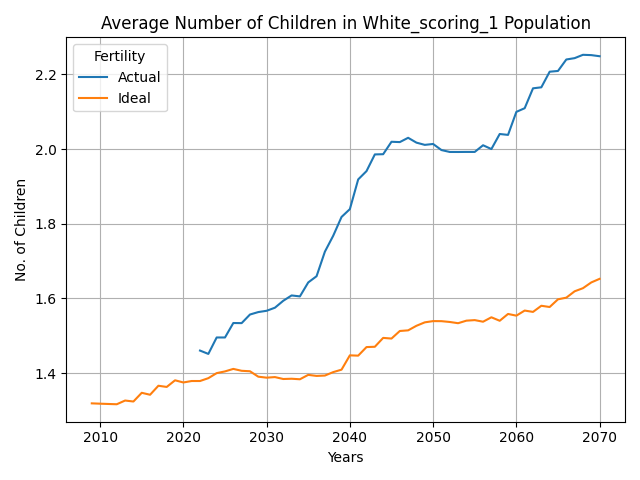 Average Number of Children in White_scoring_1 Population
Fertility
Actual
Ideal
No. of Children
2.2
2.0
1.8
1.6
1.4
2010 2020 2030 2040 2050 2060 2070
Years